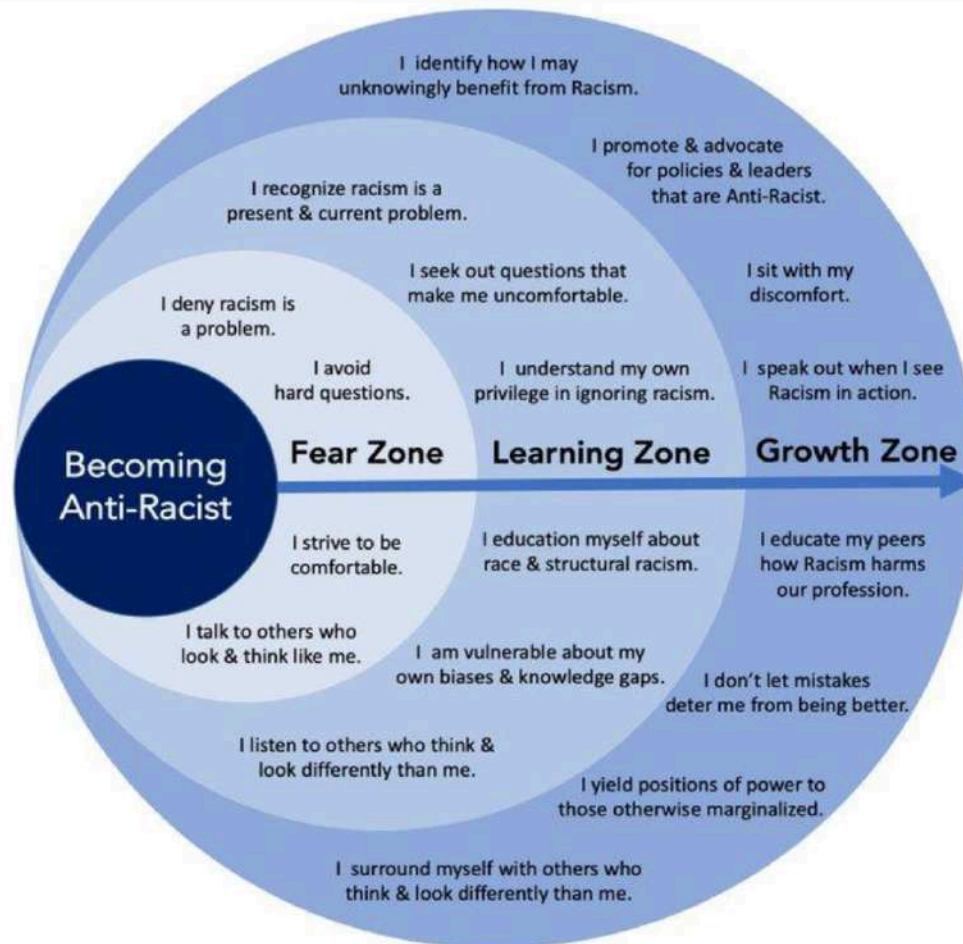 I identify how I may
unknowingly benefit from Racism.
I promote & advocate
for policies & leaders
that are Anti-Racist.
I recognize racism is a
present & current problem.
I seek out questions that
make me uncomfortable.
I sit with my
discomfort.
I deny racism is
a problem.
I avoid
hard questions.
I understand my own
privilege in ignoring racism.
I speak out when I see
Racism in action.
Becoming
Anti-Racist
Fear Zone
Learning Zone
Growth Zone
I strive to be
comfortable.
I education myself about
race & structural racism.
I educate my peers
how Racism harms
our profession.
I talk to others who
look & think like me.
I am vulnerable about my
own biases & knowledge gaps.
I don't let mistakes
deter me from being better.
I listen to others who think &
look differently than me.
I yield positions of power to
those otherwise marginalized.
I surround myself with others who
think & look differently than me.